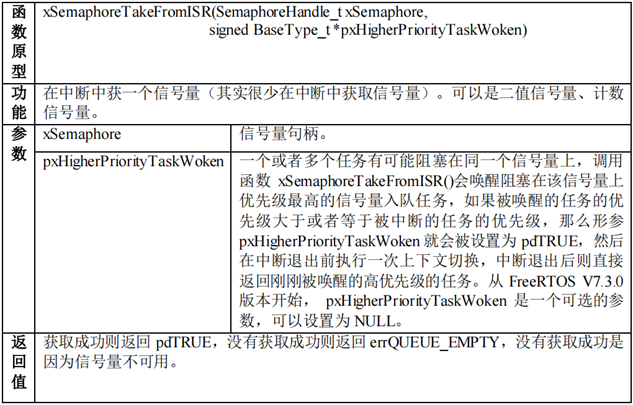 函数原型
xSemaphoreTakeFromISR(SemaphoreHandle_t xSemaphore,
signed BaseType_t *pxHigherPriorityTaskWoken)
功能
在中断中获一个信号量（其实很少在中断中获取信号量）。可以是二值信号量、计数
信号量。
参数
xSemaphore
信号量句柄。
pxHigherPriorityTaskWoken
一个或者多个任务有可能阻塞在同一个信号量上，调用
函数 xSemaphoreTakeFromISR()会唤醒阻塞在该信号量上
优先级最高的信号量入队任务，如果被唤醒的任务的优
先级大于或者等于被中断的任务的优先级，那么形参
pxHigherPriorityTaskWoken 就会被设置为 pdTRUE，然后
在中断退出前执行一次上下文切换，中断退出后则直接
返回刚刚被唤醒的高优先级的任务。从 FreeRTOS V7.3.0
版本开始， pxHigherPriorityTaskWoken 是一个可选的参
数，可以设置为 NULL。
返回值
获取成功则返回 pdTRUE，没有获取成功则返回 errQUEUE_EMPTY，没有获取成功是
因为信号量不可用。